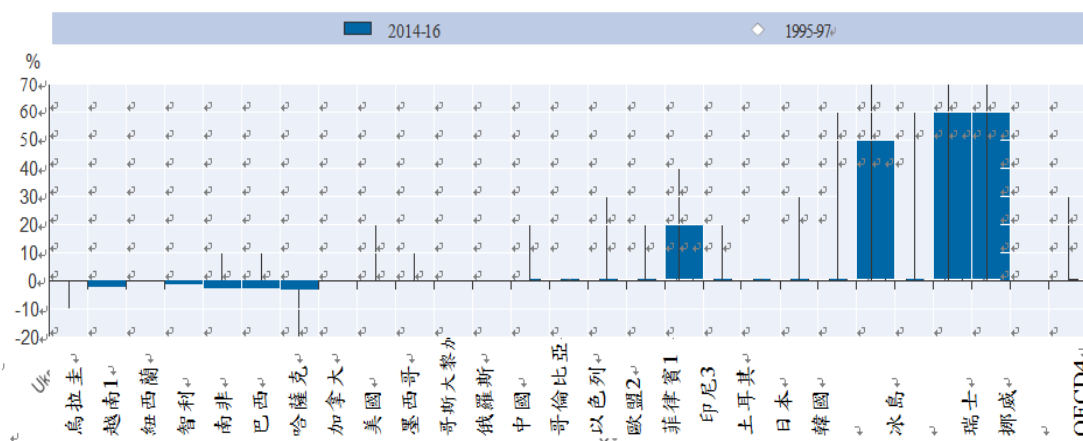 2014-16
1995-97
%
70
60
50
40
30
20
10
0
-10
-20
烏拉圭
越南1
紐西蘭
智利
南非
巴西
哈薩克
加拿大
美國
墨西哥
哥斯大黎加
俄羅斯
中國
哥倫比亞
以色列
歐盟2
菲律賓1
印尼3
土耳其
日本
韓國
冰島
瑞士
挪威
OECD4